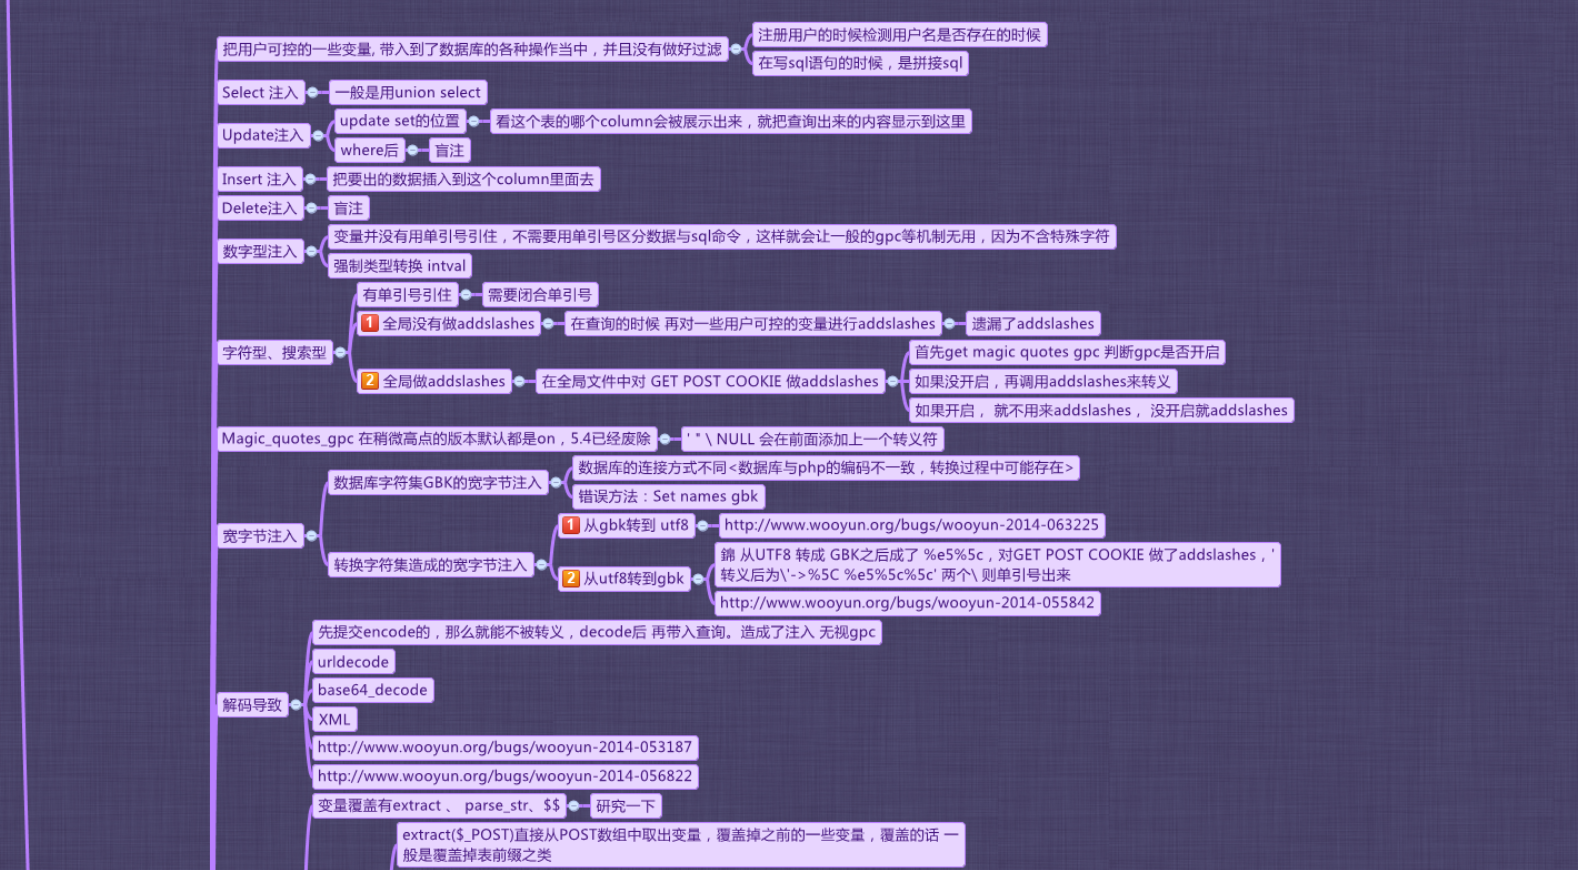 把用户可控的一些变量, 带入到了数据库的各种操作当中，并且没有做好过滤
注册用户的时候检测用户名是否存在的时候
在写sql语句的时候，是拼接sql
Select 注入
一般是用union select
Update注入
update set的位置
看这个表的哪个column会被展示出来，就把查询出来的内容显示到这里
where后
盲注
Insert 注入
把要出的数据插入到这个column里面去
Delete注入
盲注
数字型注入
变量并没有用单引号引住，不需要用单引号区分数据与sql命令，这样就会让一般的gpc等机制无用，因为不含特殊字符
强制类型转换 intval
字符型、搜索型
有单引号引住
需要闭合单引号
1 全局没有做addslashes
在查询的时候 再对一些用户可控的变量进行addslashes
遗漏了addslashes
2 全局做addslashes
在全局文件中对 GET POST COOKIE 做addslashes
首先get magic quotes gpc 判断gpc是否开启
如果没开启，再调用addslashes来转义
如果开启， 就不用来addslashes ， 没开启就addslashes
Magic_quotes_gpc 在稍微高点的版本默认都是on，5.4已经废除
' " \ NULL 会在前面添加上一个转义符
宽字节注入
数据库字符集GBK的宽字节注入
数据库的连接方式不同<数据库与php的编码不一致，转换过程中可能存在>
错误方法：Set names gbk
转换字符集造成的宽字节注入
1 从gbk转到 utf8
http://www.wooyun.org/bugs/wooyun-2014-063225
2 从utf8转到gbk
錦 从UTF8 转成 GBK之后成了 %e5%5c，对GET POST COOKIE 做了addslashes，'
转义后为\'->%5C %e5%5c%5c' 两个\ 则单引号出来
http://www.wooyun.org/bugs/wooyun-2014-055842
解码导致
先提交encode的，那么就能不被转义，decode后 再带入查询。造成了注入 无视gpc
urldecode
base64_decode
XML
http://www.wooyun.org/bugs/wooyun-2014-053187
http://www.wooyun.org/bugs/wooyun-2014-056822
变量覆盖有extract 、 parse_str、$$
研究一下
extract($_POST)直接从POST数组中取出变量，覆盖掉之前的一些变量，覆盖的话 一
般是覆盖掉表前缀之类